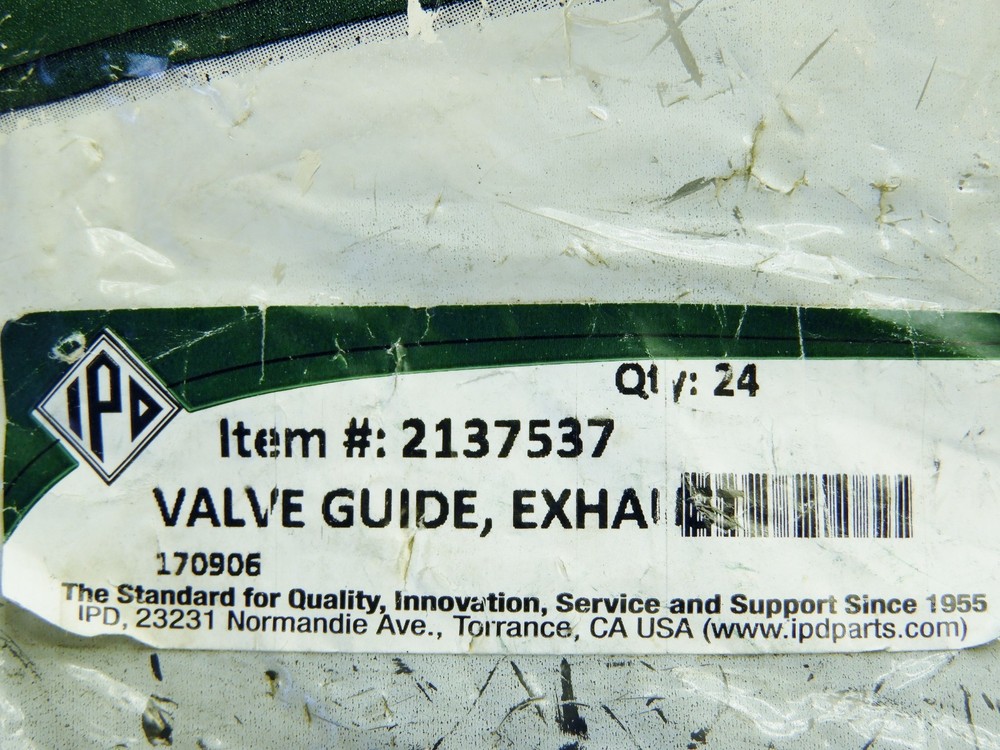 IPD
Qty: 24
Item #: 2137537
VALVE GUIDE,
170906
The Standard for Quality, Innovation, Service and Support Since 1955
IPD, 23231 Normandie Ave., Torrance, CA USA (www.ipdparts.com)